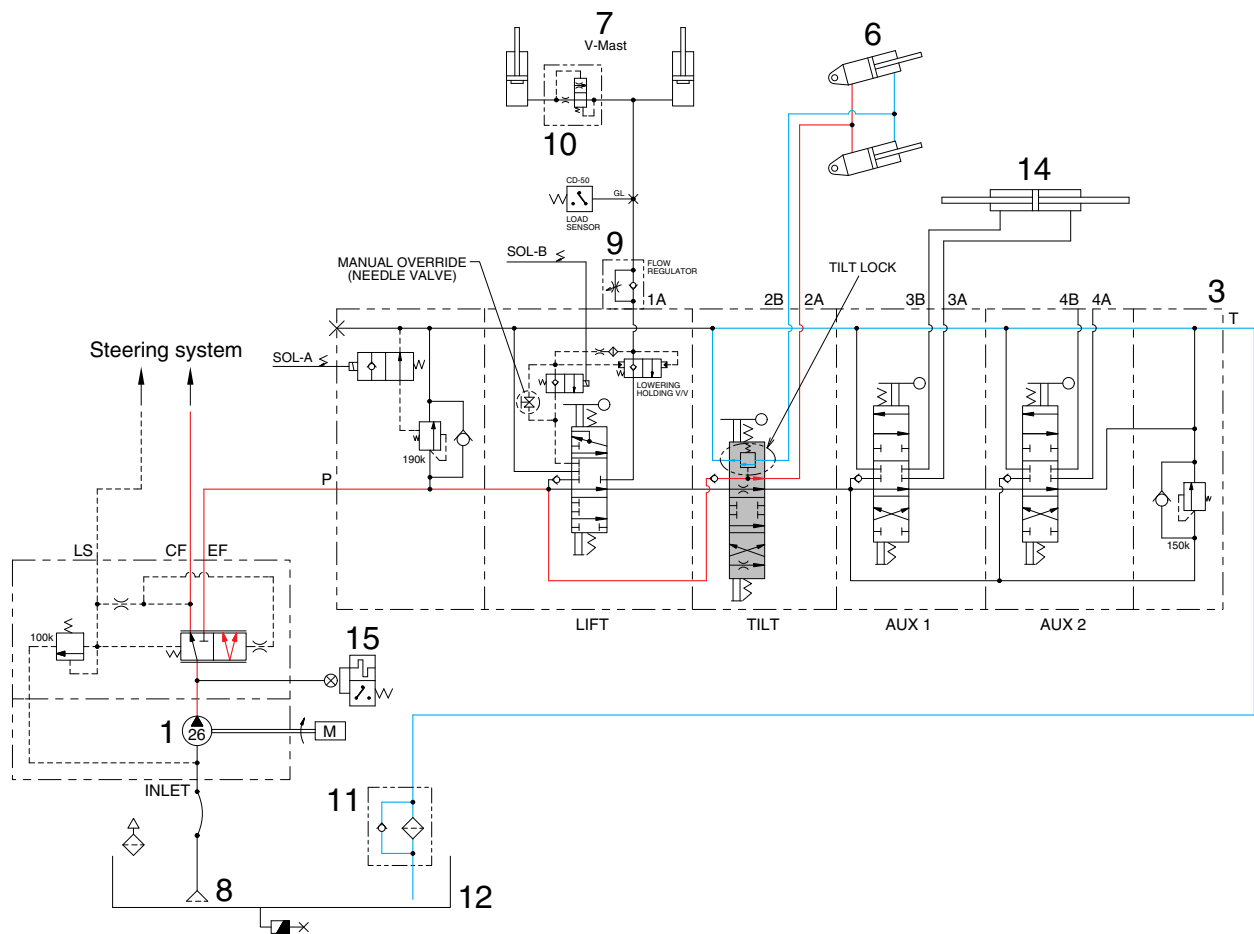 7
V-Mast
6
10
14
CD-50
GL
LOAD
SENSOR
9
SOL-B
FLOW
REGULATOR
MANUAL OVERRIDE
(NEEDLE VALVE)
TILT LOCK
1A
2B
2A
3B
3A
4B
4A
3
T
Steering system
SOL-A
LOWERING
HOLDING V/V
190k
P
150k
LS
CF
EF
LIFT
TILT
AUX 1
AUX 2
100k
15
1
26
M
INLET
11
8
12